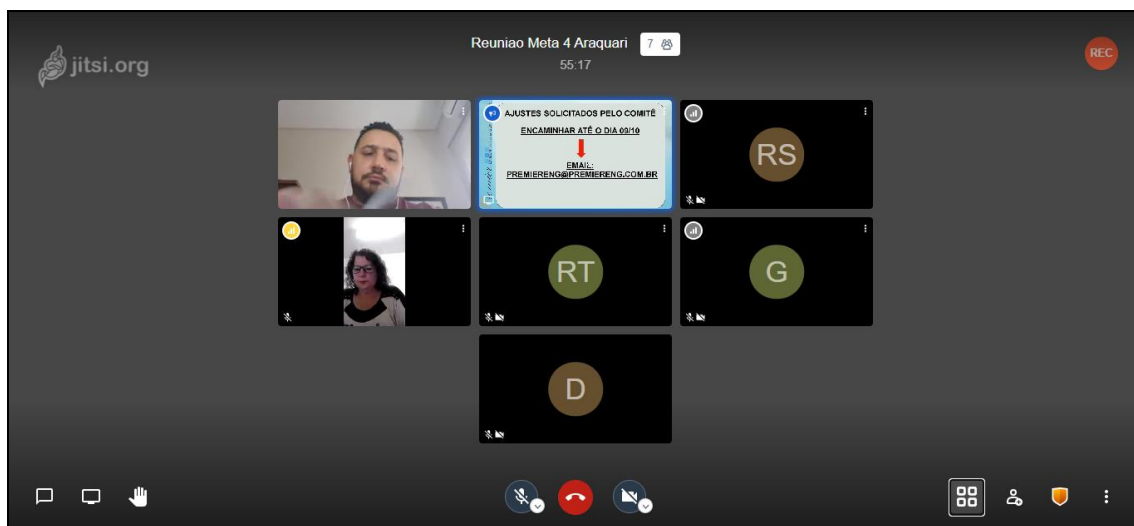 jitsi.org
Reuniao Meta 4 Araquari 7
55:17
REC
AJUSTES SOLICITADOS PELO COMITÊ
ENCAMINHAR ATÉ O DIA 09/10
EMAIL:
PREMIERENG@PREMIERENG.COM.BR
RS
RT
G
D